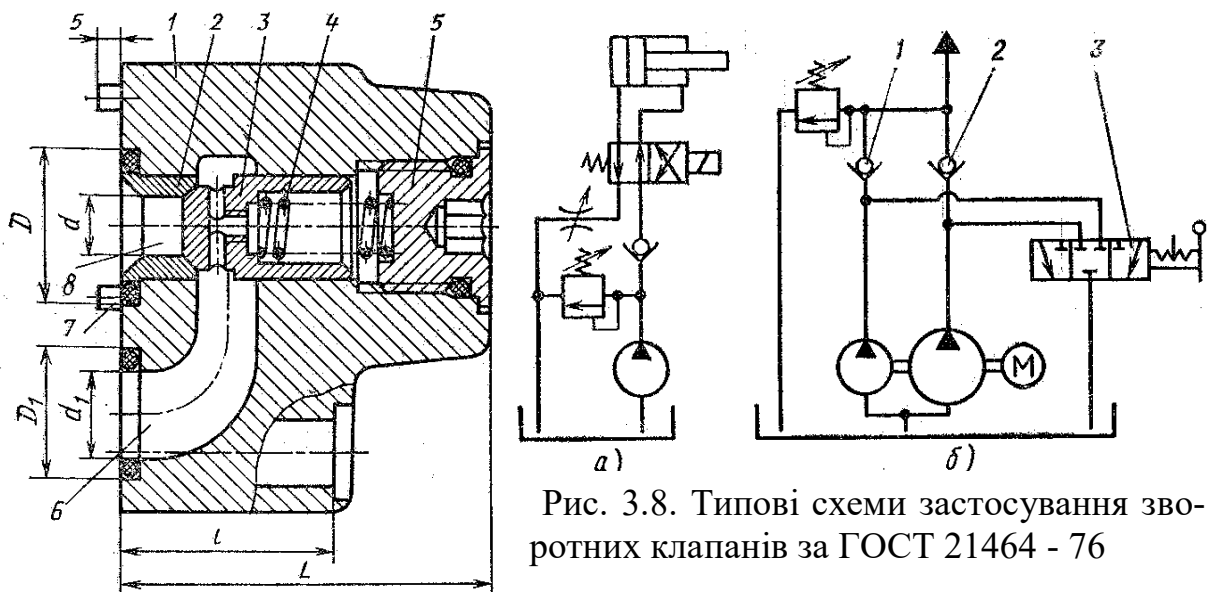 5 1 2 3 4 5
D d
8
7
D₁ d₁
6
l
L
а)
1 2 3
М
б)
Рис. 3.8. Типові схеми застосування зво-
ротних клапанів за ГОСТ 21464 - 76